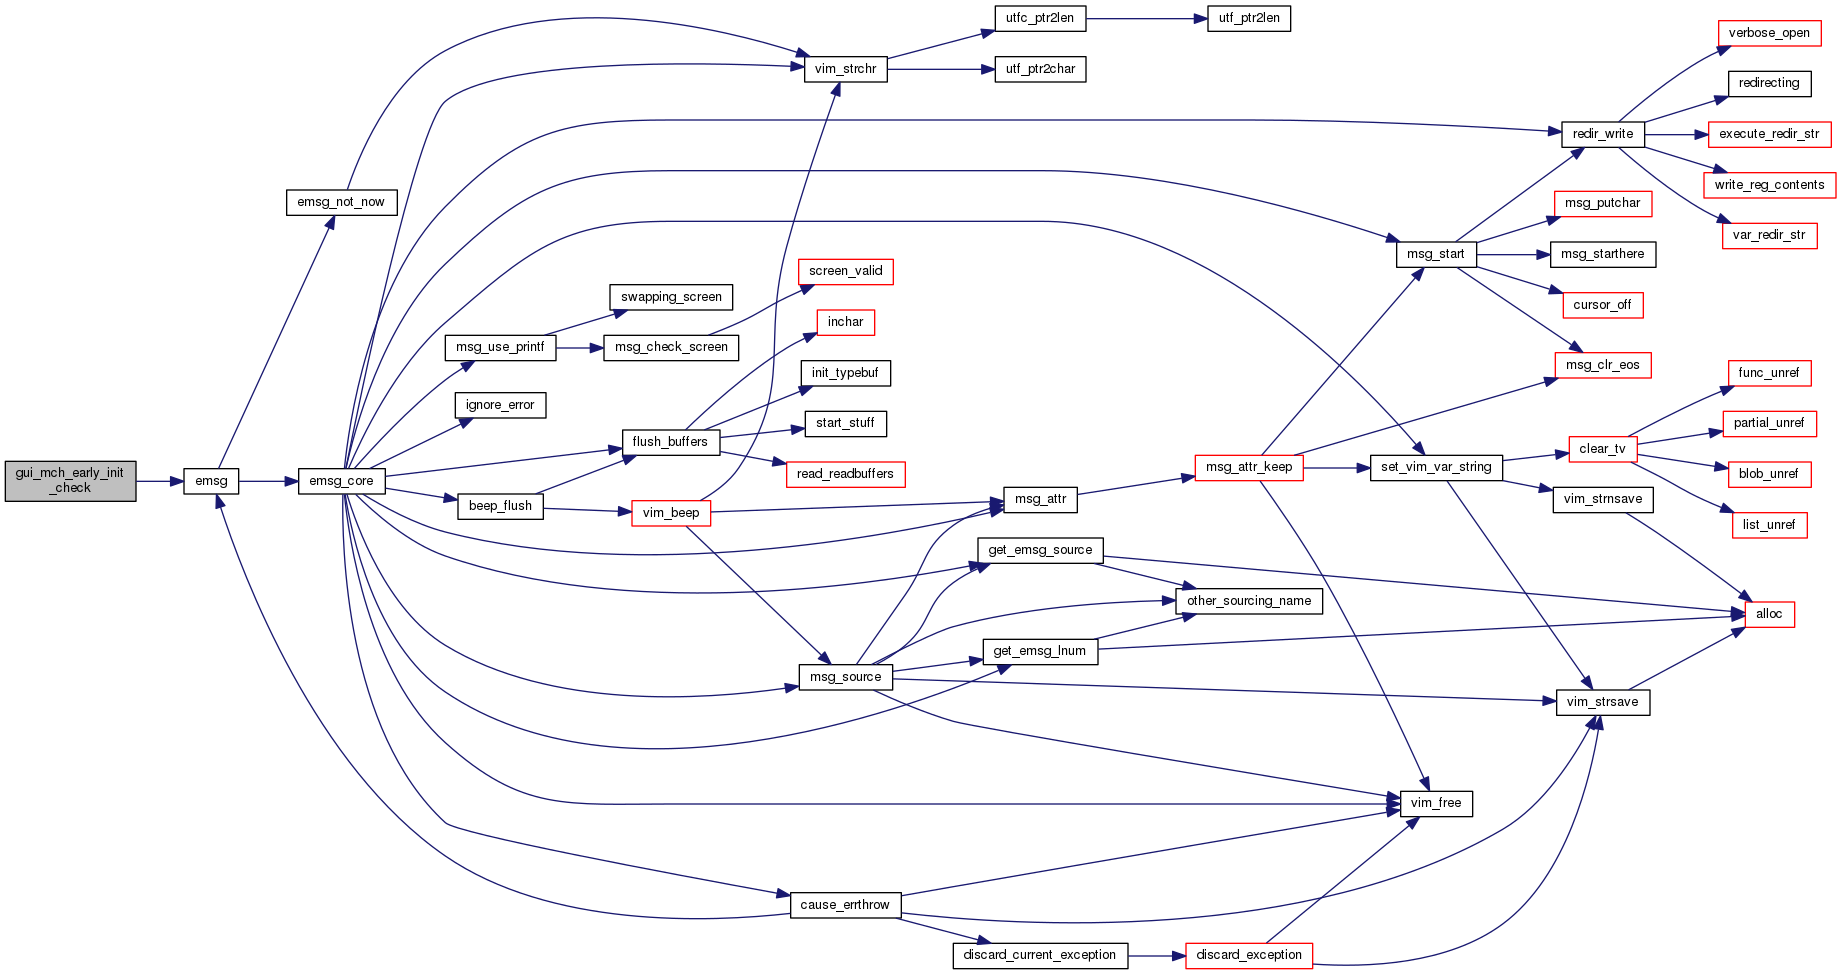 utfc_ptr2len
utf_ptr2len
verbose_open
vim_strchr
utf_ptr2char
redirecting
redir_write
execute_redir_str
write_reg_contents
emsg_not_now
msg_putchar
var_redir_str
msg_start
msg_starthere
screen_valid
swapping_screen
cursor_off
inchar
msg_use_printf
msg_check_screen
msg_clr_eos
init_typebuf
func_unref
ignore_error
start_stuff
partial_unref
flush_buffers
clear_tv
gui_mch_early_init
_check
emsg
emsg_core
read_readbuffers
msg_attr_keep
set_vim_var_string
blob_unref
beep_flush
vim_beep
msg_attr
vim_strnsave
list_unref
get_emsg_source
other_sourcing_name
alloc
get_emsg_lnum
msg_source
vim_strsave
vim_free
cause_errthrow
discard_current_exception
discard_exception